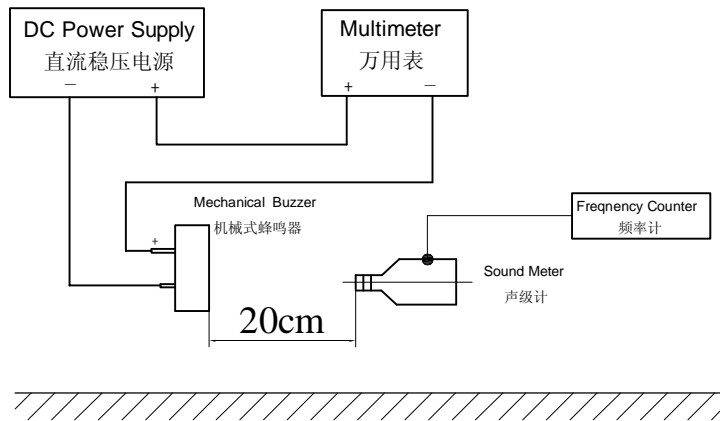 DC Power Supply
直流稳压电源
— +
Multimeter
万用表
+ —
Mechanical Buzzer
机械式蜂鸣器
+
Freqnency Counter
频率计
Sound Meter
声级计
20cm